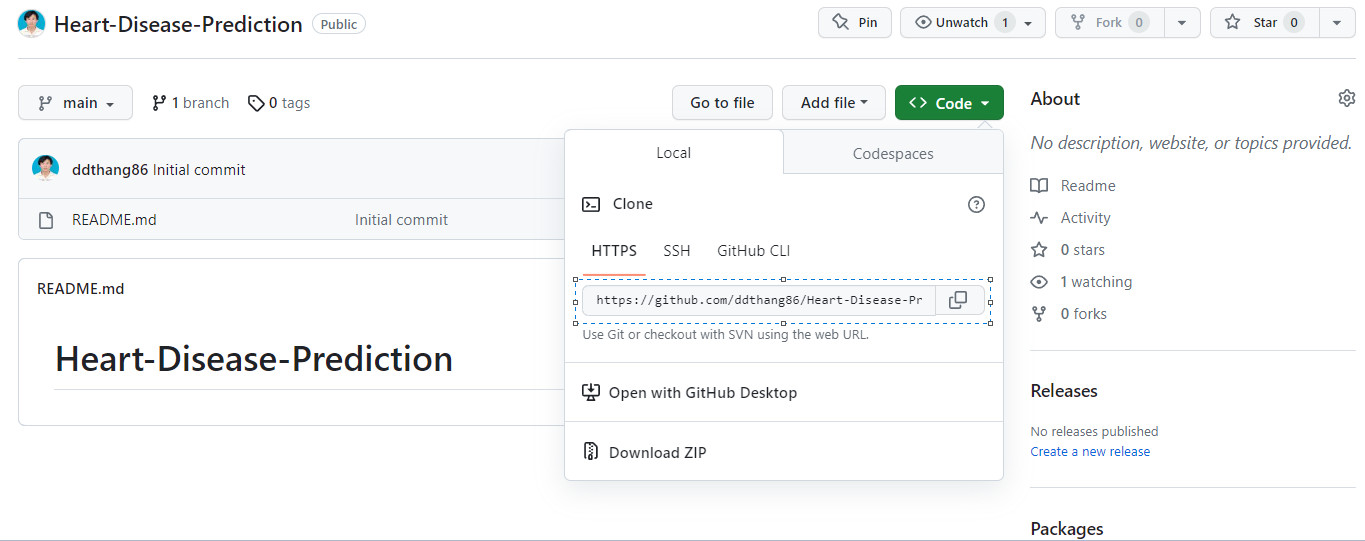 Heart-Disease-Prediction Public
Pin
Unwatch 1
Fork 0
Star 0
main
1 branch
0 tags
Go to file
Add file
Code
ddthang86 Initial commit
README.md Initial commit
README.md
Heart-Disease-Prediction
Local
Codespaces
Clone
HTTPS SSH GitHub CLI
https://github.com/ddthang86/Heart-Disease-Pr
Use Git or checkout with SVN using the web URL.
Open with GitHub Desktop
Download ZIP
About
No description, website, or topics provided.
Readme
Activity
0 stars
1 watching
0 forks
Releases
No releases published
Create a new release
Packages